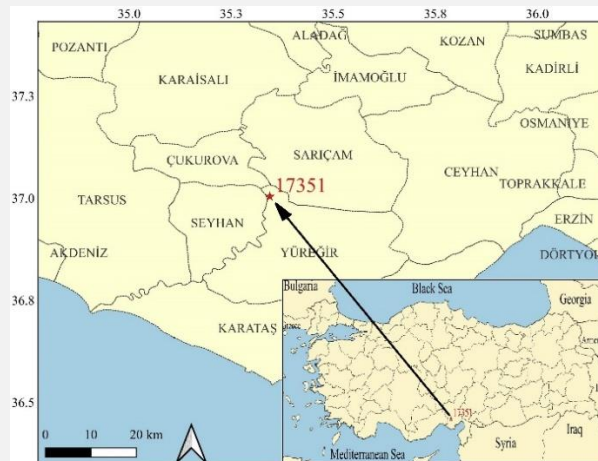 35.0 35.3 35.5 35.8 36.0
POZANTI
ALADAĞ
KOZAN
SUMBAS
KARAİSALI
İMAMOĞLU
KADİRLİ
37.3
OSMANİYE
ÇUKUROVA
SARIÇAM
CEYHAN
TOPRAKKALE
17351
37.0
TARSUS
SEYHAN
ERZİN
AKDENİZ
YÜREĞİR
DÖRTYOL
36.8
KARATAŞ
Bulgaria
Black Sea
Georgia
36.5
17351
0 10 20 km
Syria
Iraq
Mediterranean Sea